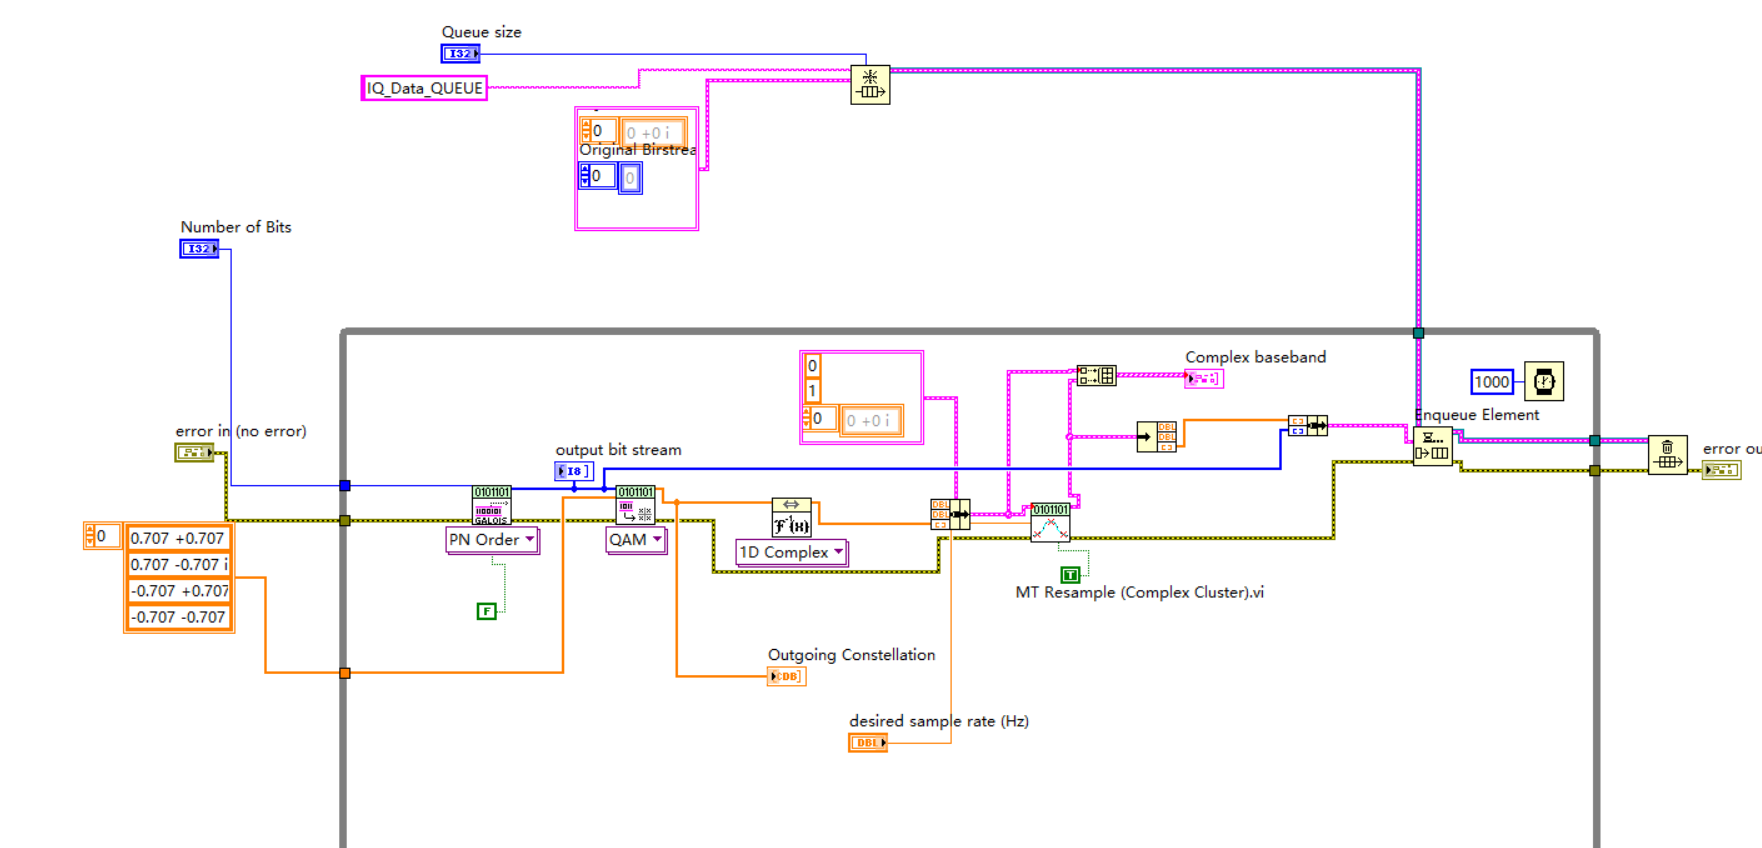 Queue size
I32
IQ_Data_QUEUE
0
0 +0 i
Original Birstrea
0
0
Number of Bits
I32
0
1
0
0 +0 i
Complex baseband
1000
Enqueue Element
error in (no error)
output bit stream
I8 ]
error ou
0101101
GALOIS
0101101
DBL
DBL
DBL
DBL
0101101
0
0.707 +0.707
0.707 -0.707 i
-0.707 +0.707
-0.707 -0.707
PN Order
QAM
1D Complex
F
T
MT Resample (Complex Cluster).vi
Outgoing Constellation
CDB]
desired sample rate (Hz)
DBL